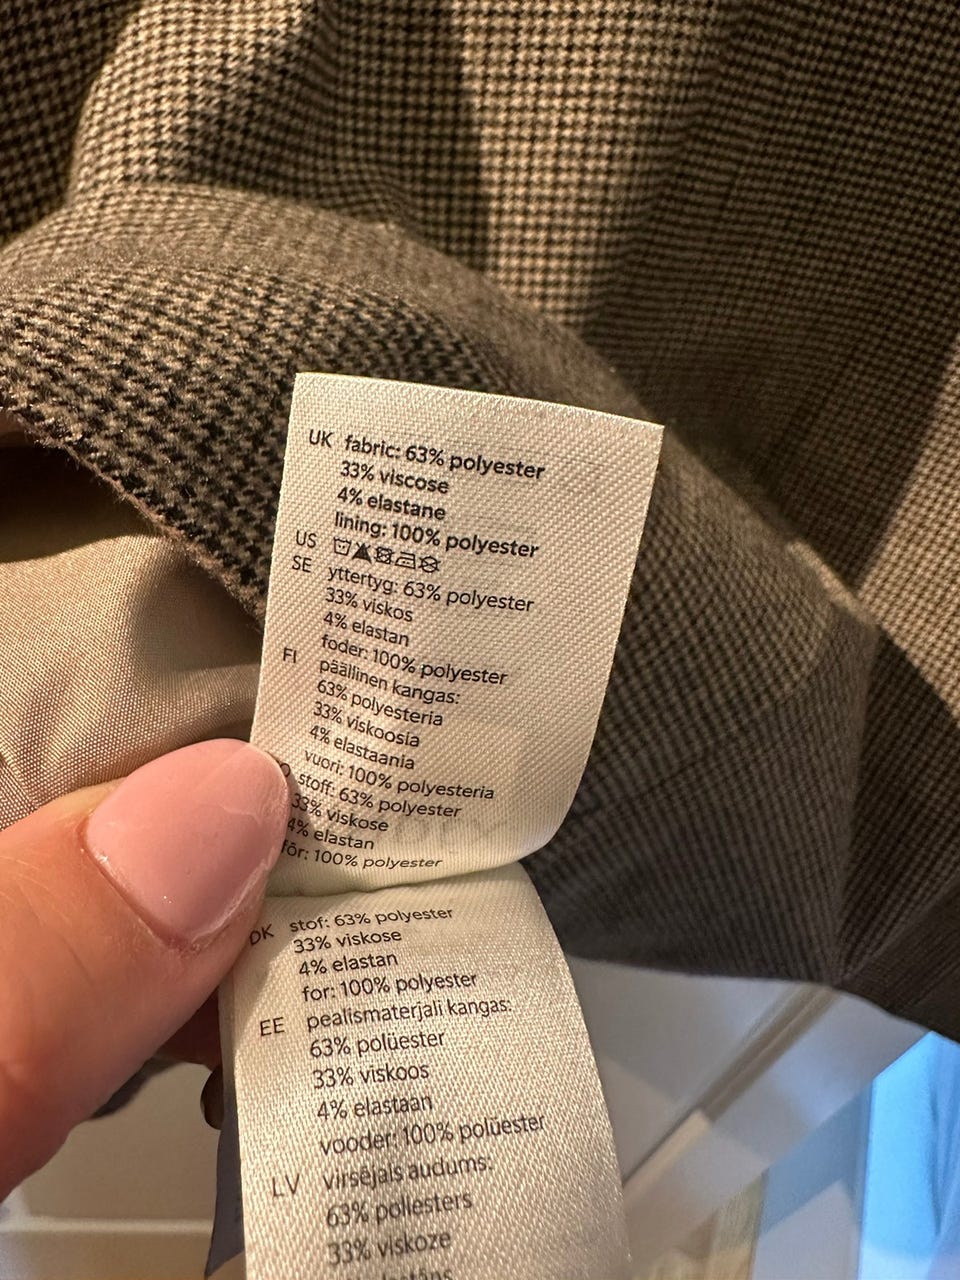 UK fabric: 63% polyester
33% viscose
4% elastane
lining: 100% polyester
US
SE yttertyg: 63% polyester
33% viskos
4% elastan
foder: 100% polyester
FI päällinen kangas:
63% polyesteria
33% viskoosia
4% elastaania
vuori: 100% polyesteria
stoff: 63% polyester
33% viskose
4% elastan
fôr: 100% polyester
DK stof: 63% polyester
33% viskose
4% elastan
for: 100% polyester
EE pealismaterjali kangas:
63% polüester
33% viskoos
4% elastaan
vooder: 100% polüester
LV virsējais audums:
63% poliesters
33% viskoze